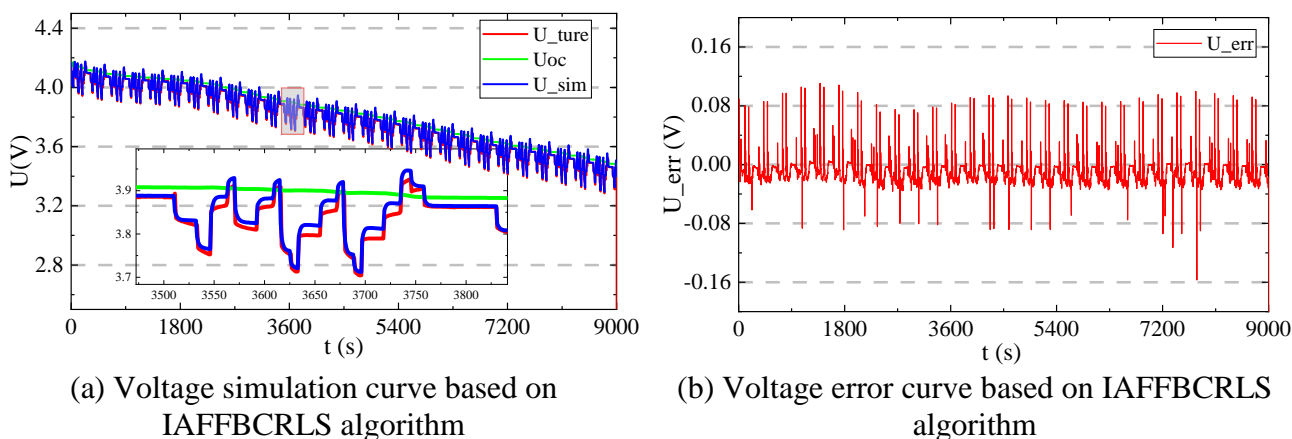 4.4
4.0
3.6
3.2
2.8
U(V)
U_ture
Uoc
U_sim
3.9
3.8
3.7
3500 3550 3600 3650 3700 3750 3800
0 1800 3600 5400 7200 9000
t (s)
(a) Voltage simulation curve based on
IAFFBCRLS algorithm
0.16
0.08
0.00
-0.08
-0.16
U_err (V)
U_err
0 1800 3600 5400 7200 9000
t (s)
(b) Voltage error curve based on IAFFBCRLS
algorithm